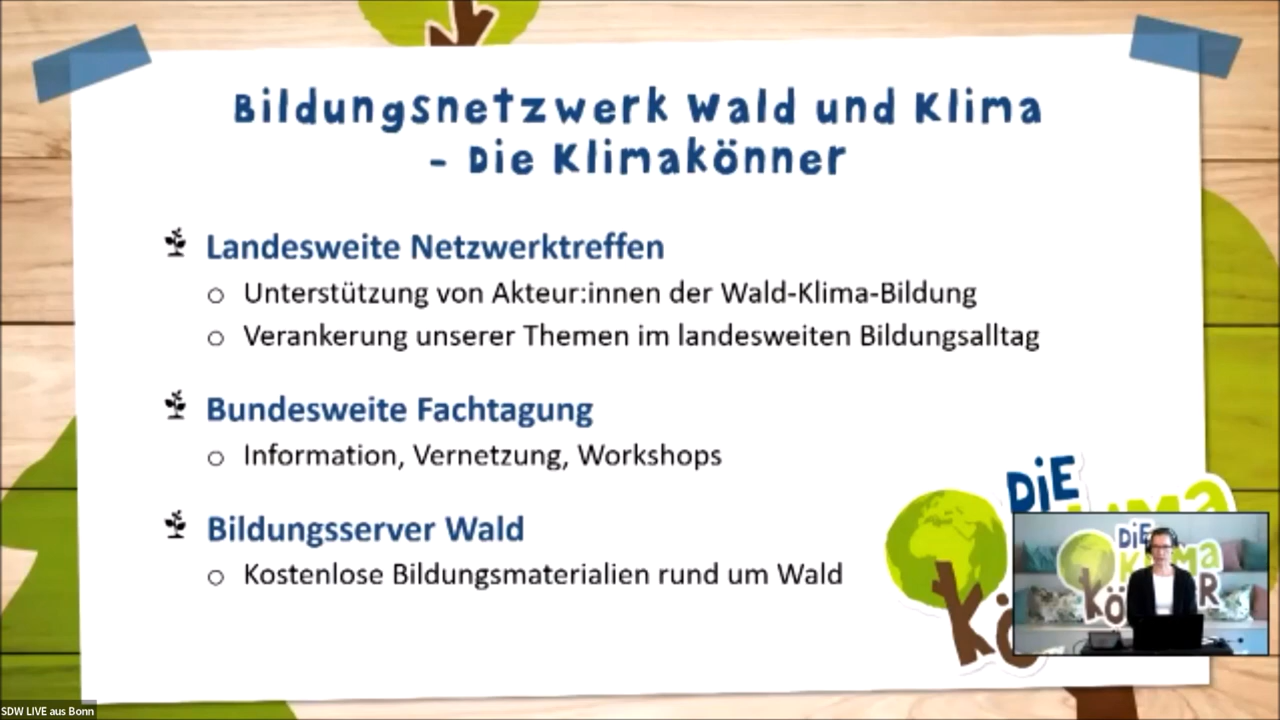 Bildungsnetzwerk Wald und Klima
- Die Klimakönner
Landesweite Netzwerktreffen
Unterstützung von Akteur:innen der Wald-Klima-Bildung
Verankerung unserer Themen im landesweiten Bildungsalltag
Bundesweite Fachtagung
Information, Vernetzung, Workshops
Bildungsserver Wald
Kostenlose Bildungsmaterialien rund um Wald
DiE
DiE
KLiMA
SDW LIVE aus Bonn